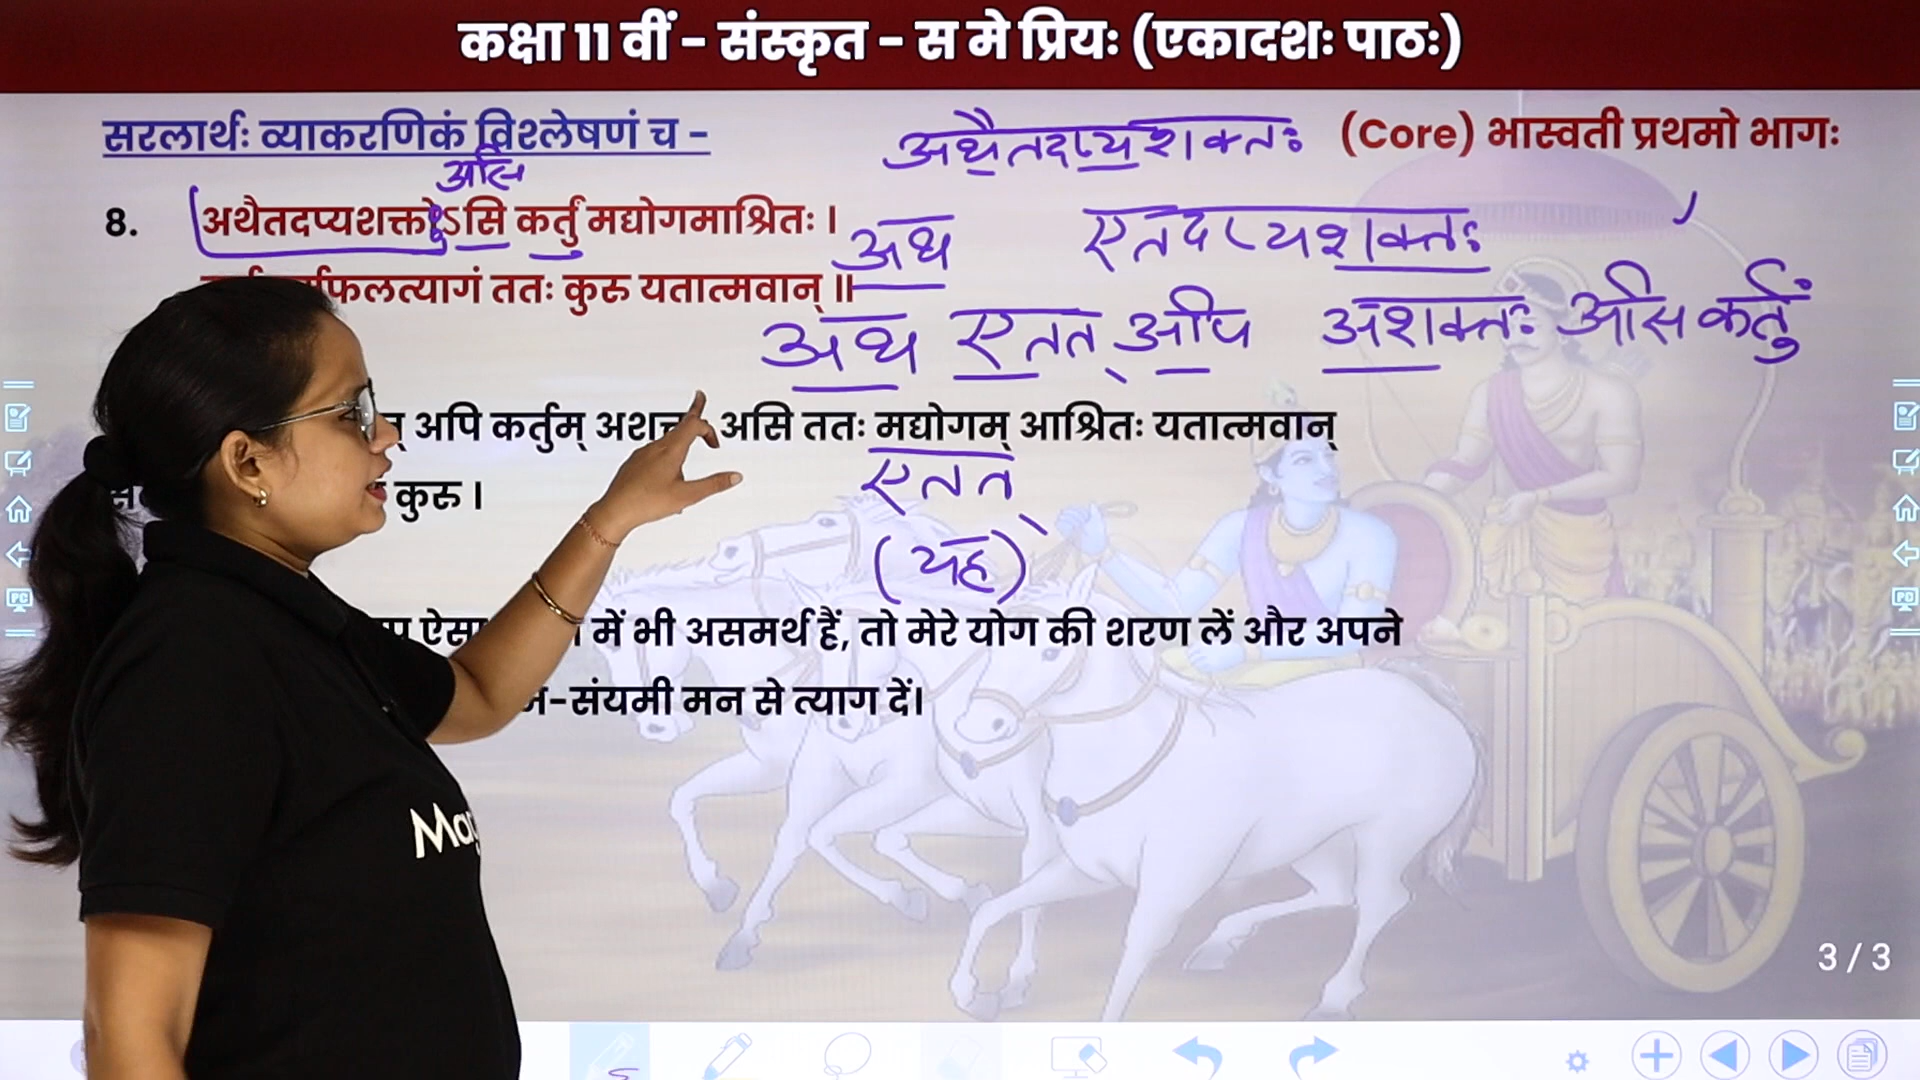 कक्षा 11 वीं - संस्कृत - स मे प्रियः (एकादशः पाठः)
सरलार्थः व्याकरणिकं विश्लेषणं च -
अथैतदप्यशक्तः
(Core) भास्वती प्रथमो भागः
असि
8. अथैतदप्यशक्तोऽसि कर्तुं मद्योगमाश्रितः ।
अथ एतदप्यशक्तः
ततः कुरु यतात्मवान् ॥
अथ एतत् अपि अशक्तः असि कर्तुं
अपि कर्तुम् असि ततः मद्योगम् आश्रितः यतात्मवान्
एतत्
कुरु ।
(यह)
में भी असमर्थ हैं, तो मेरे योग की शरण लें और अपने
-संयमी मन से त्याग दें।
3 / 3